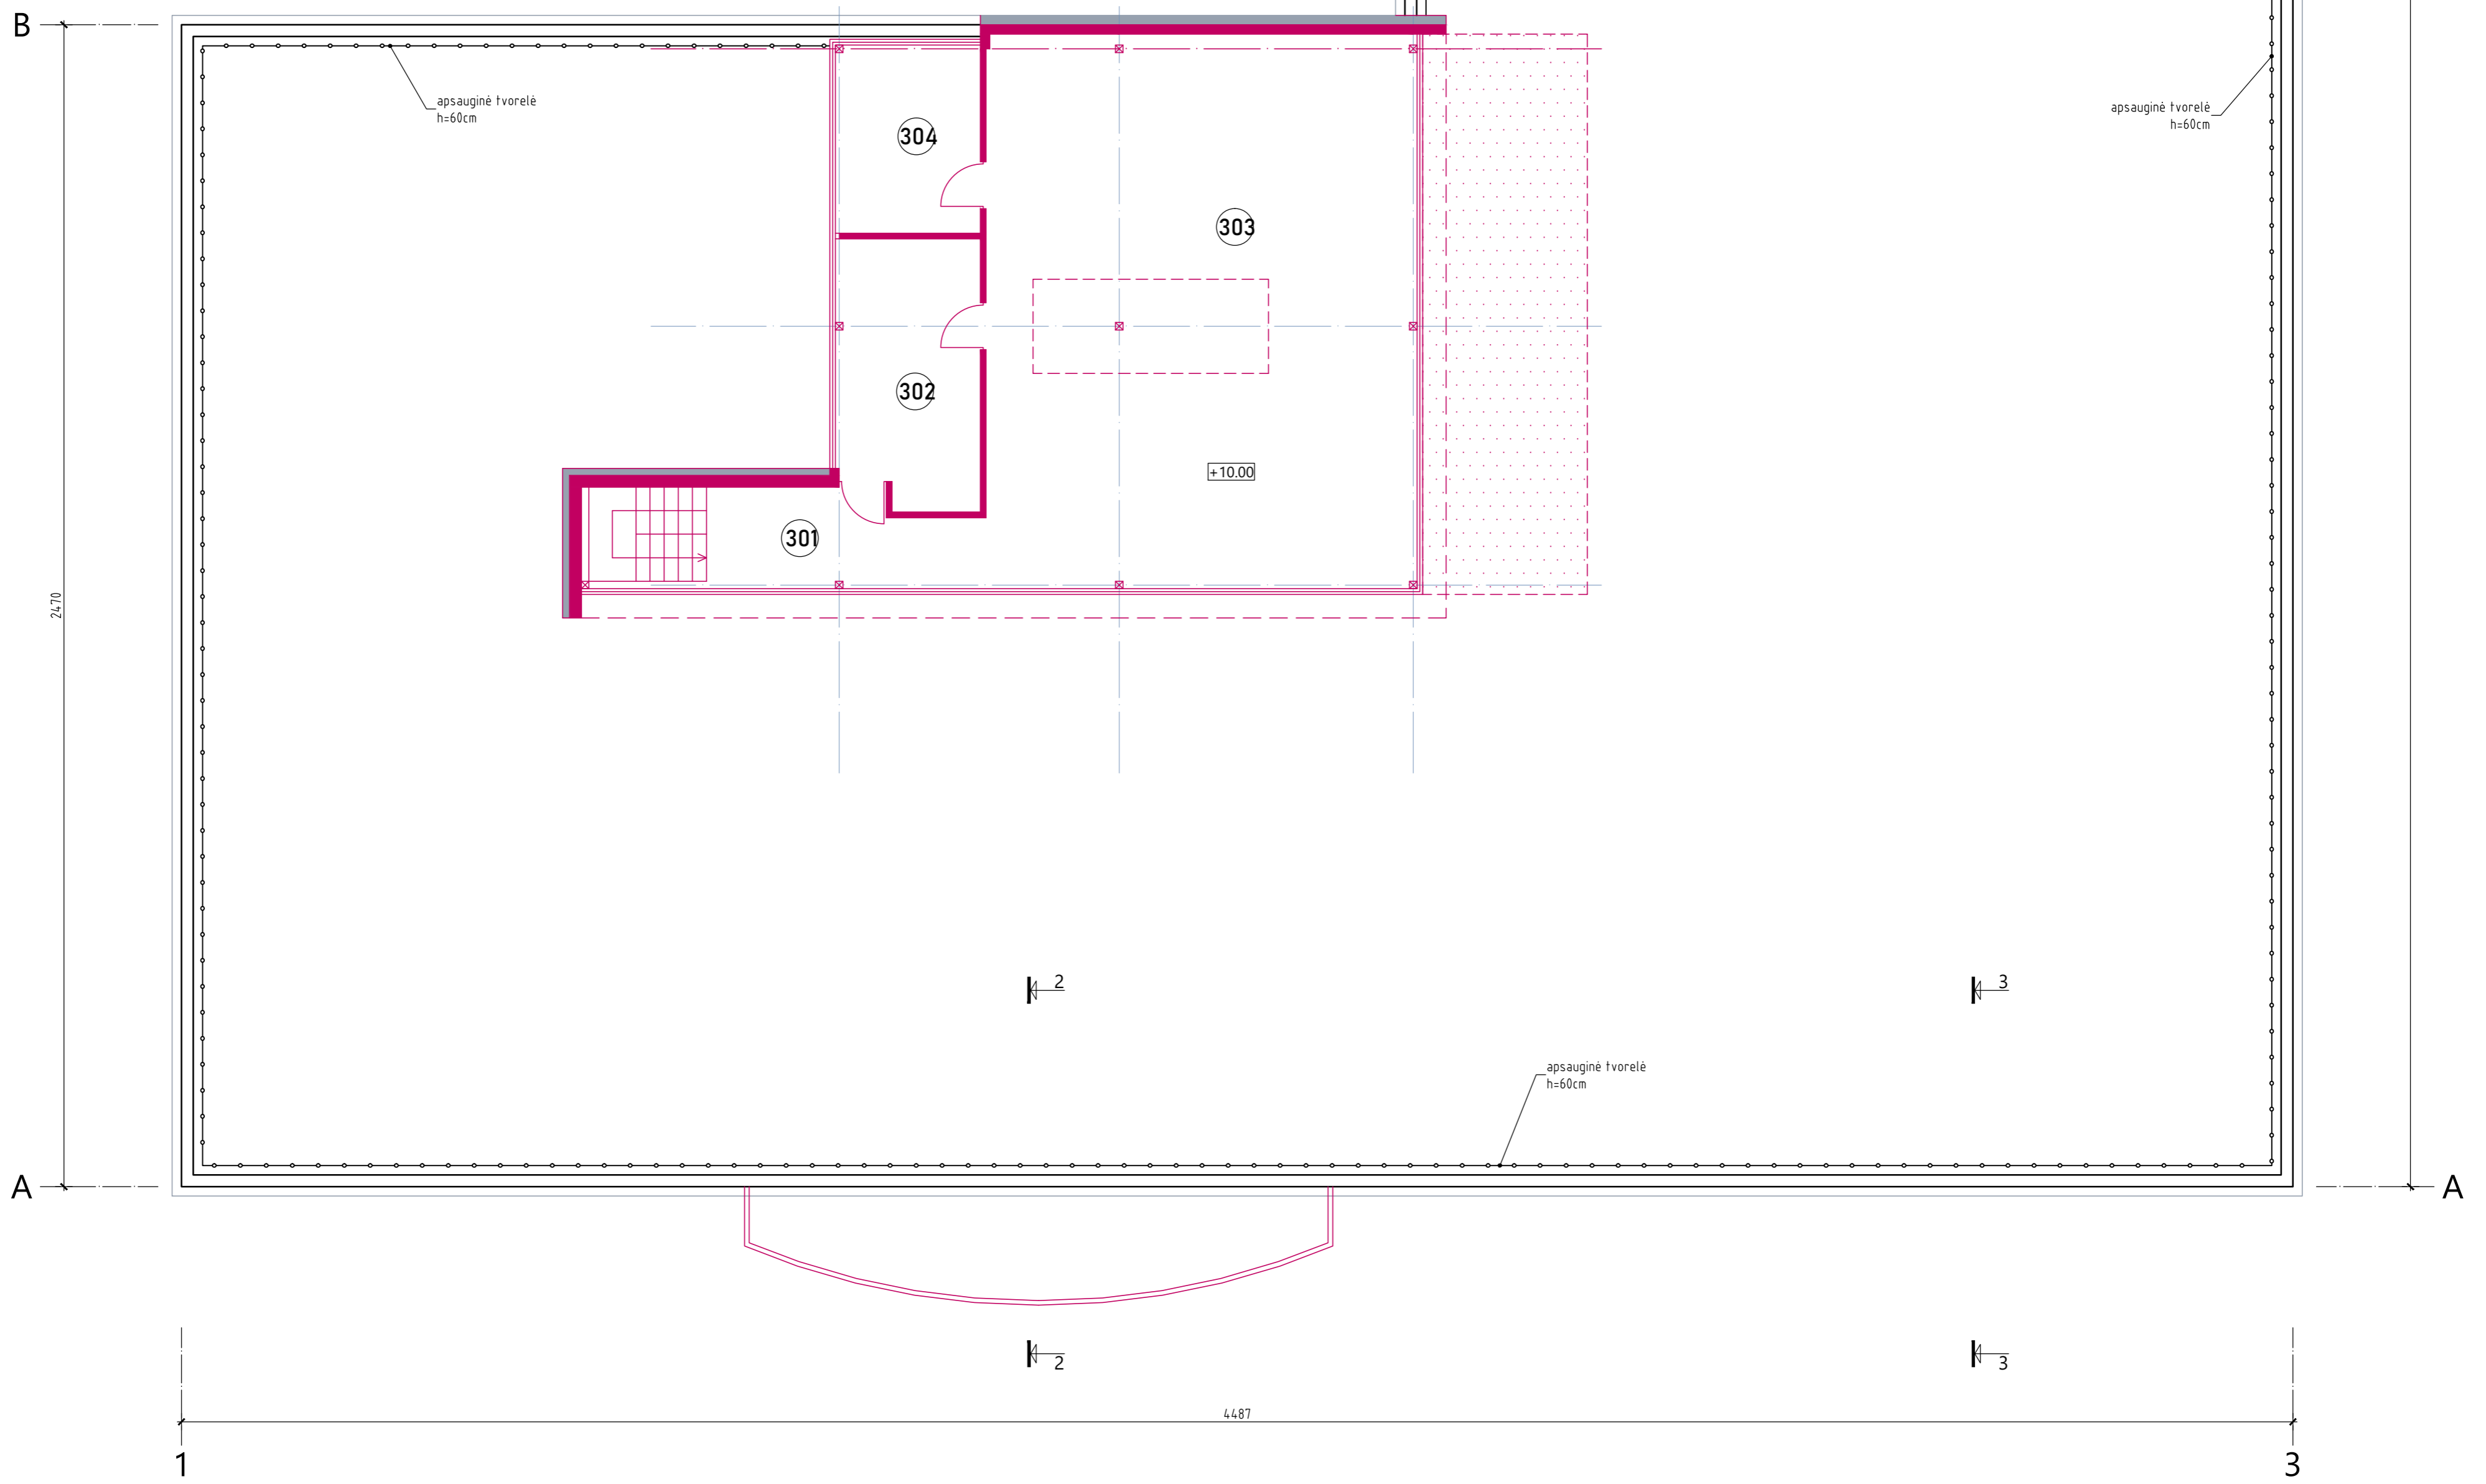 B
apsauginė tvorelė
h=60cm
apsauginė tvorelė
h=60cm
304
303
302
+10.00
301
2470
2
3
apsauginė tvorelė
h=60cm
A
A
2
3
4487
1
3